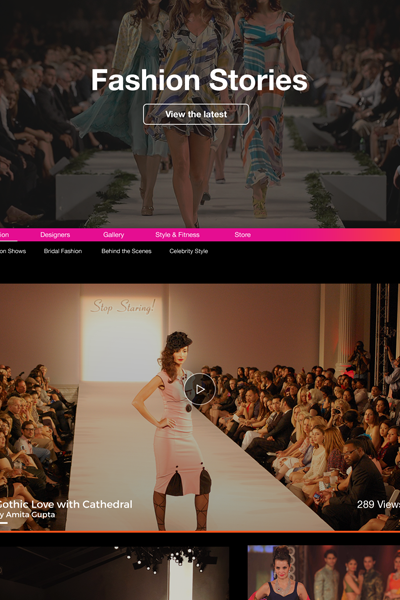 Fashion Stories
View the latest
ion Designers Gallery Style & Fitness Store
on Shows Bridal Fashion Behind the Scenes Celebrity Style
Stop Staring!
Gothic Love with Cathedral
289 Views
y Amita Gupta